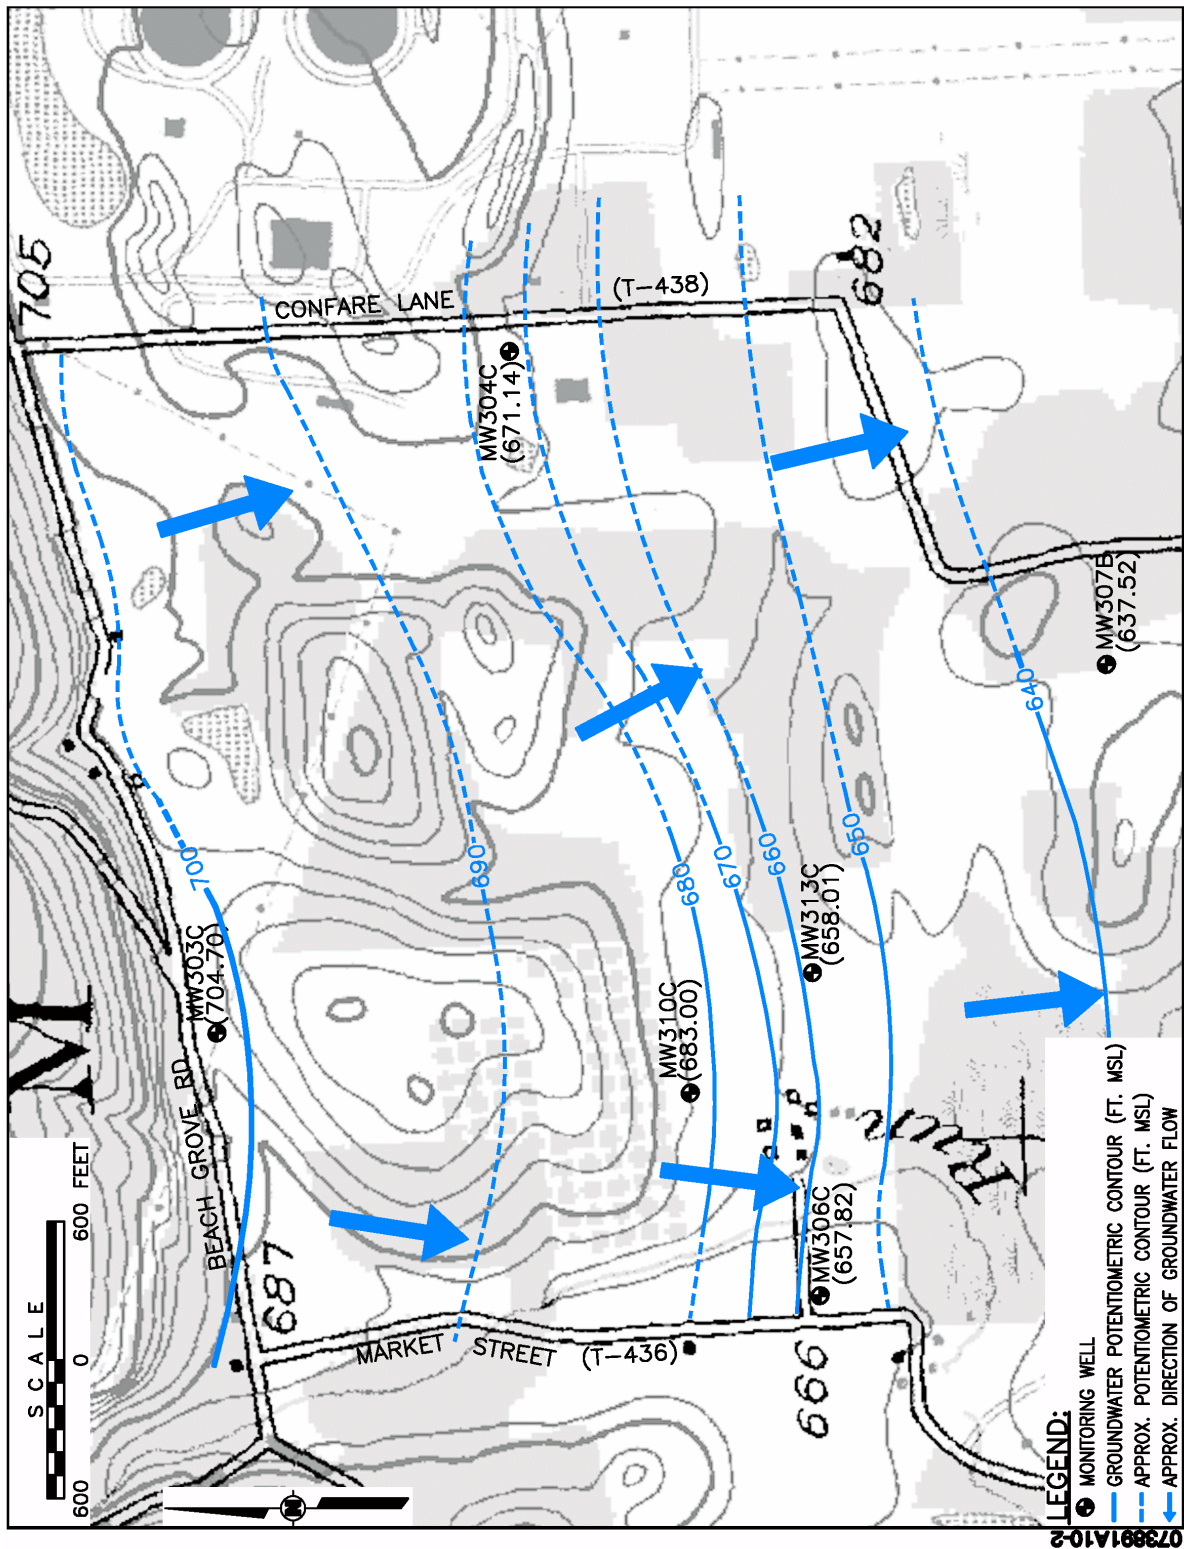 705
CONFARE LANE
(T-438)
682
MW304C
(671.14)
MW307B
(637.52)
640
700
690
680
670
660
650
MW303C
(704.70)
MW313C
(658.01)
MW310C
(683.00)
BEACH GROVE RD.
MW306C
(657.82)
687
MARKET STREET (T-436)
666
Run
M
SCALE
600 0 600 FEET
N
LEGEND:
MONITORING WELL
GROUNDWATER POTENTIOMETRIC CONTOUR (FT. MSL)
APPROX. POTENTIOMETRIC CONTOUR (FT. MSL)
APPROX. DIRECTION OF GROUNDWATER FLOW
073891A10-2